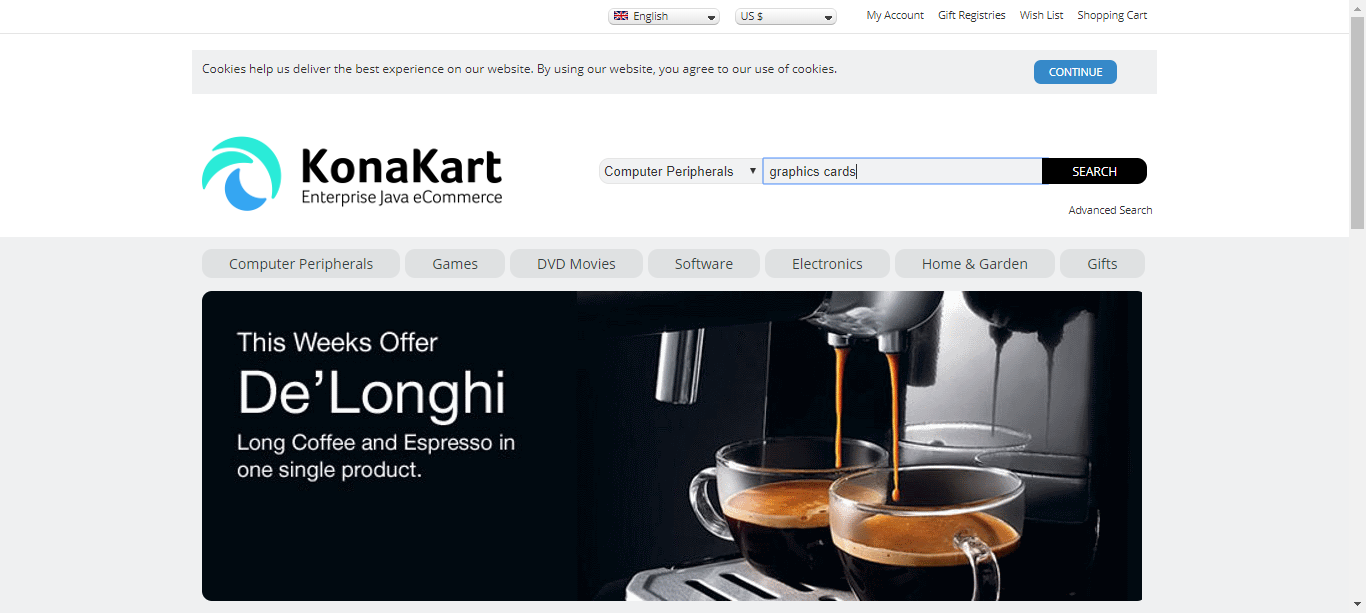 English
US $
My Account
Gift Registries
Wish List
Shopping Cart
Cookies help us deliver the best experience on our website. By using our website, you agree to our use of cookies.
CONTINUE
KonaKart
Enterprise Java eCommerce
Computer Peripherals
graphics cards
SEARCH
Advanced Search
Computer Peripherals
Games
DVD Movies
Software
Electronics
Home & Garden
Gifts
This Weeks Offer
De’Longhi
Long Coffee and Espresso in
one single product.